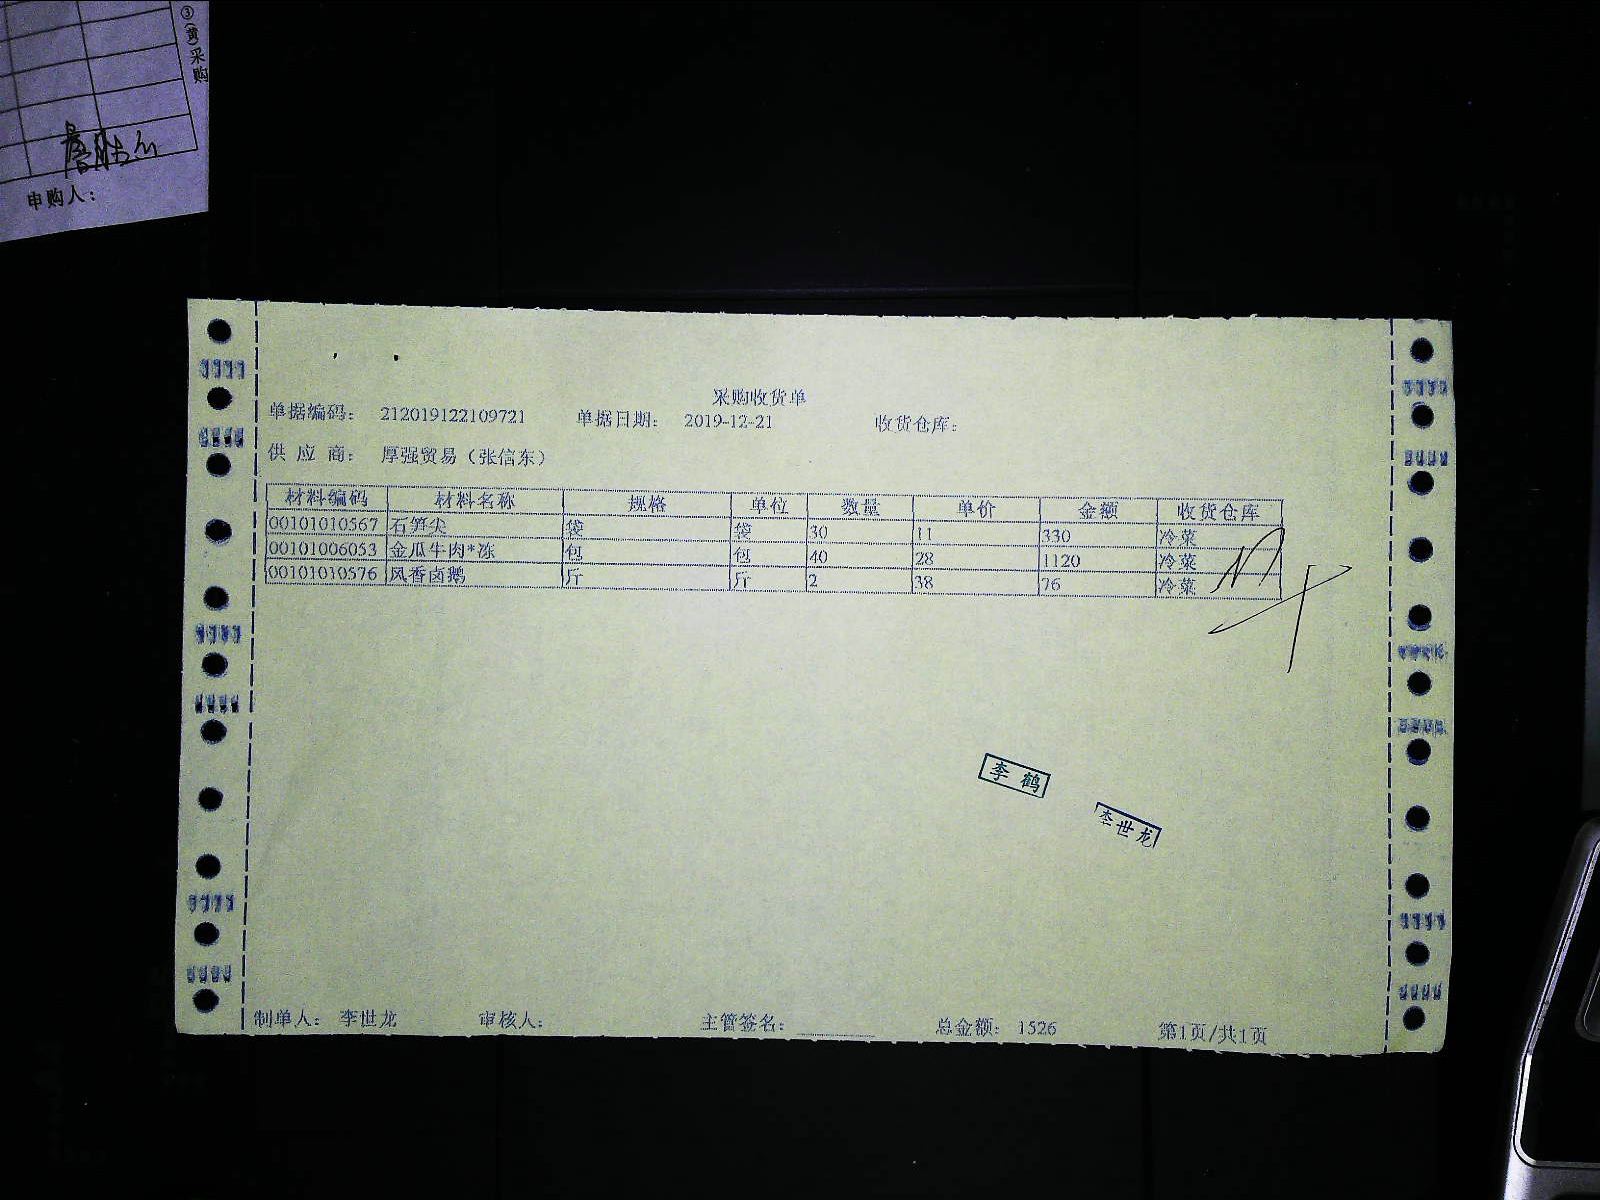 ③(黄)采购
申购人：
采购收货单
单据编码： 212019122109721 单据日期： 2019-12-21 收货仓库：
供 应 商： 厚强贸易（张信东）
材料编码 材料名称 规格 单位 数量 单价 金额 收货仓库
00101010567 石笋尖 袋 袋 30 11 330 冷菜
00101006053 金瓜牛肉*冻 包 包 40 28 1120 冷菜
00101010576 风香卤鹅 斤 斤 2 38 76 冷菜
李 鹤
李世龙
制单人： 李世龙 审核人： 主管签名： 总金额： 1526 第1页/共1页